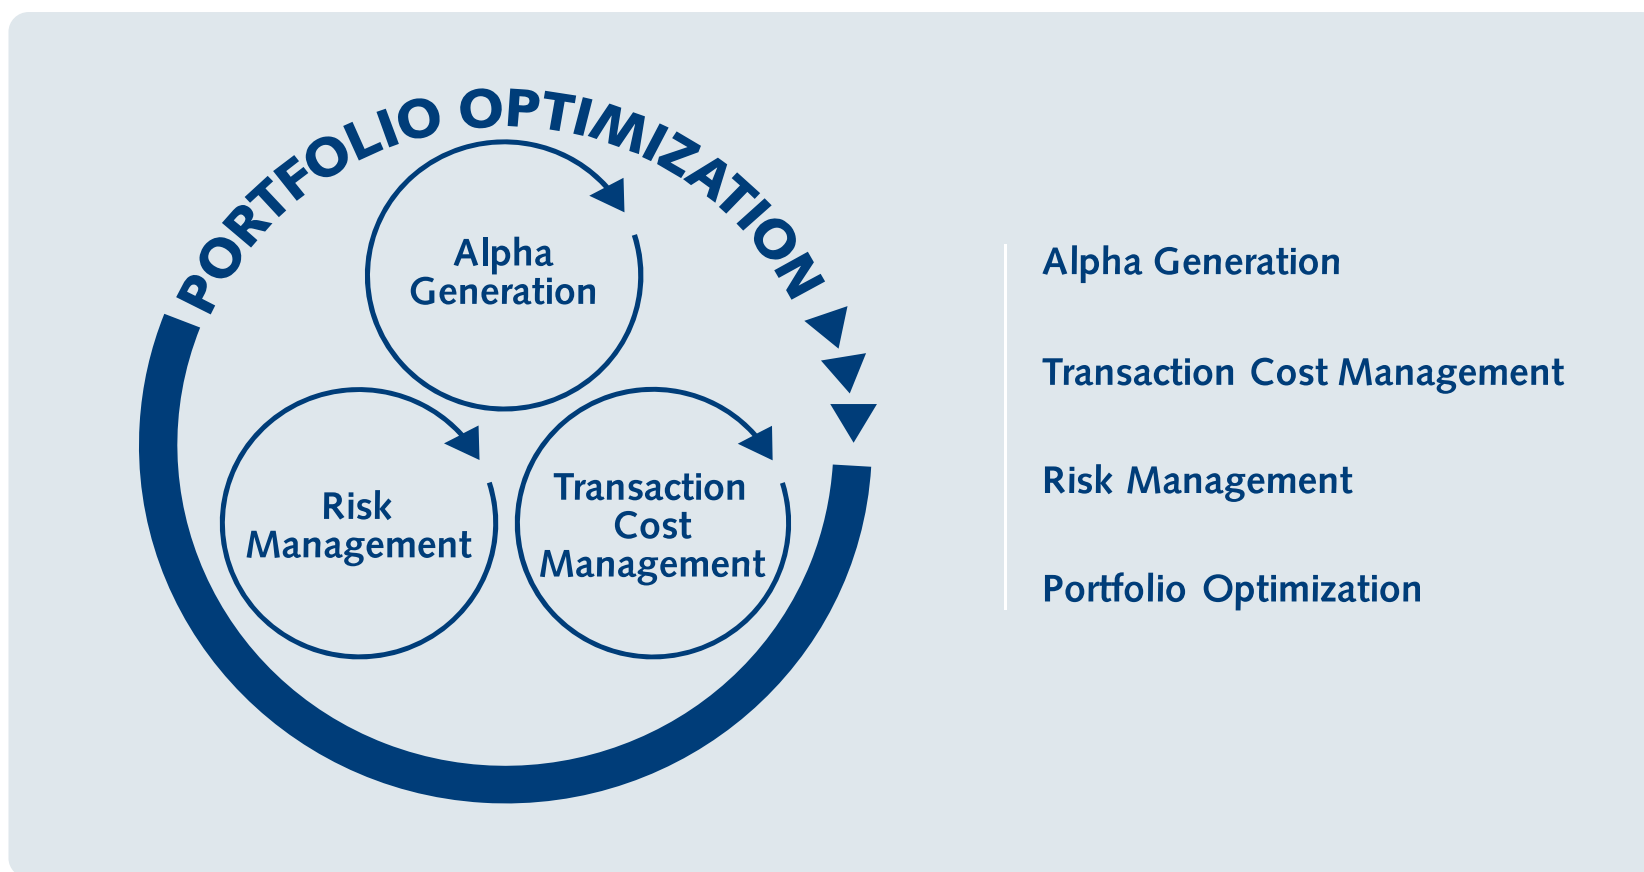 PORTFOLIO OPTIMIZATION
Alpha
Generation
Risk
Management
Transaction
Cost
Management
Alpha Generation
Transaction Cost Management
Risk Management
Portfolio Optimization